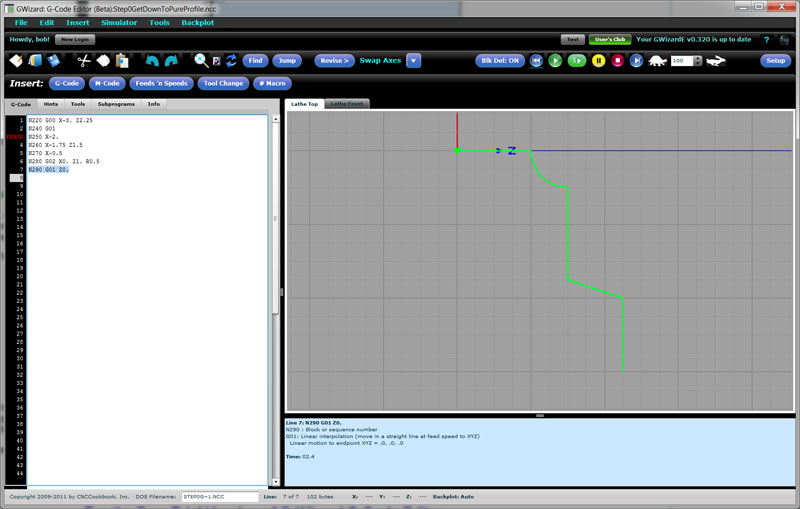 GWizard: G-Code Editor (Beta):Step0GetDownToPureProfile.ncc
File Edit Insert Simulator Tools Backplot
Howdy, bob! New Login Test User's Club Your GWizardE v0.320 is up to date ?
Find Jump Revise > Swap Axes Blk Del: ON 100 Setup
Insert: G-Code M-Code Feeds 'n Speeds Tool Change # Macro
G-Code Hints Tools Subprograms Info
Lathe Top Lathe Front
1 N220 G00 X-3. Z2.25
2 N240 G01
N250 X-2.
4 N260 X-1.75 Z1.5
5 N270 X-0.5
6 N280 G02 X0. Z1. R0.5
7 N290 G01 Z0.
8
9
10
11
12
13
14
15
16
17
18
19
20
21
22
23
24
25
26
27
28
29
30
31
32
33
34
35
36
37
38
39
40
41
42
43
44
Z
Line 7: N290 G01 Z0.
N290 : Block or sequence number
G01: Linear interpolation (move in a straight line at feed speed to XYZ)
Linear motion to endpoint XYZ = .0, .0, .0
Time: 02.4
Copyright 2009-2011 by CNCCookbook, Inc. DOS Filename: STEP0G~1.NCC Line: 7 of 7 102 bytes X: --- Y: --- Z: --- Backplot: Auto